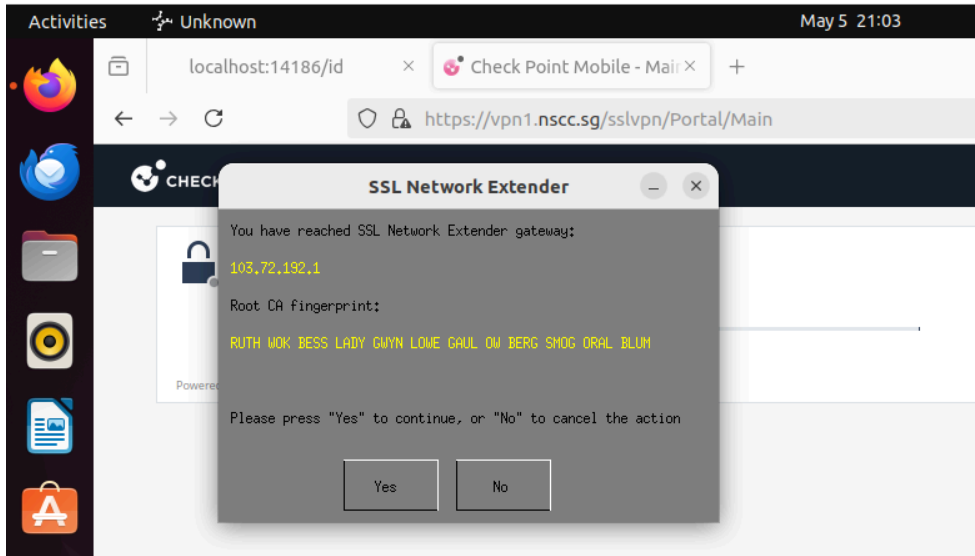 Activities
Unknown
May 5 21:03
localhost:14186/id
Check Point Mobile - Mair
https://vpn1.nscc.sg/sslvpn/Portal/Main
CHECK
SSL Network Extender
You have reached SSL Network Extender gateway:
103.72.192.1
Root CA fingerprint:
RUTH WOK BESS LADY GWYN LOWE GAUL OW BERG SMOG ORAL BLUM
Powered
Please press "Yes" to continue, or "No" to cancel the action
Yes
No